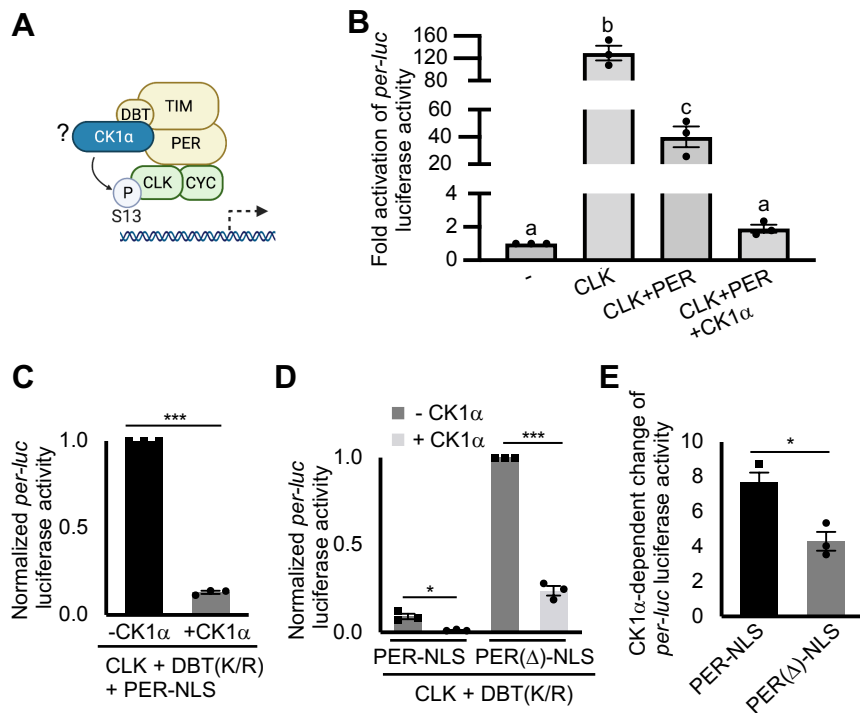 A
?
DBT
TIM
CK1α
PER
P
CLK
CYC
S13
B
Fold activation of per-luc
luciferase activity
160
120
80
60
40
20
4
2
0
a
b
c
a
-
CLK
CLK+PER
CLK+PER
+CK1α
C
Normalized per-luc
luciferase activity
1.0
0.5
0.0
***
-CK1α +CK1α
CLK + DBT(K/R)
+ PER-NLS
D
- CK1α
+ CK1α
Normalized per-luc
luciferase activity
1.0
0.5
0.0
*
***
PER-NLS PER(Δ)-NLS
CLK + DBT(K/R)
E
CK1α-dependent change of
per-luc luciferase activity
10
8
6
4
2
0
*
PER-NLS
PER(Δ)-NLS